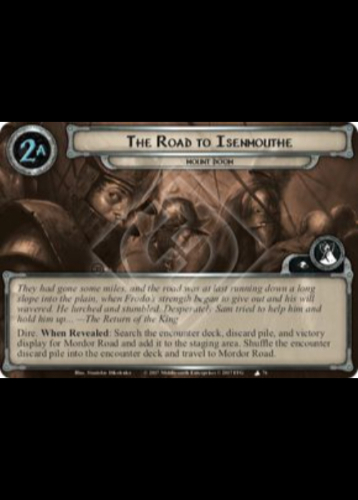 2A
THE ROAD TO ISENMOUTHE
MOUNT DOOM
They had gone some miles, and the road was at last running down a long
slope into the plain, when Frodo's strength began to give out and his will
wavered. He lurched and stumbled. Desperately Sam tried to help him and
hold him up... —The Return of the King
Dire. When Revealed: Search the encounter deck, discard pile, and victory
display for Mordor Road and add it to the staging area. Shuffle the encounter
discard pile into the encounter deck and travel to Mordor Road.